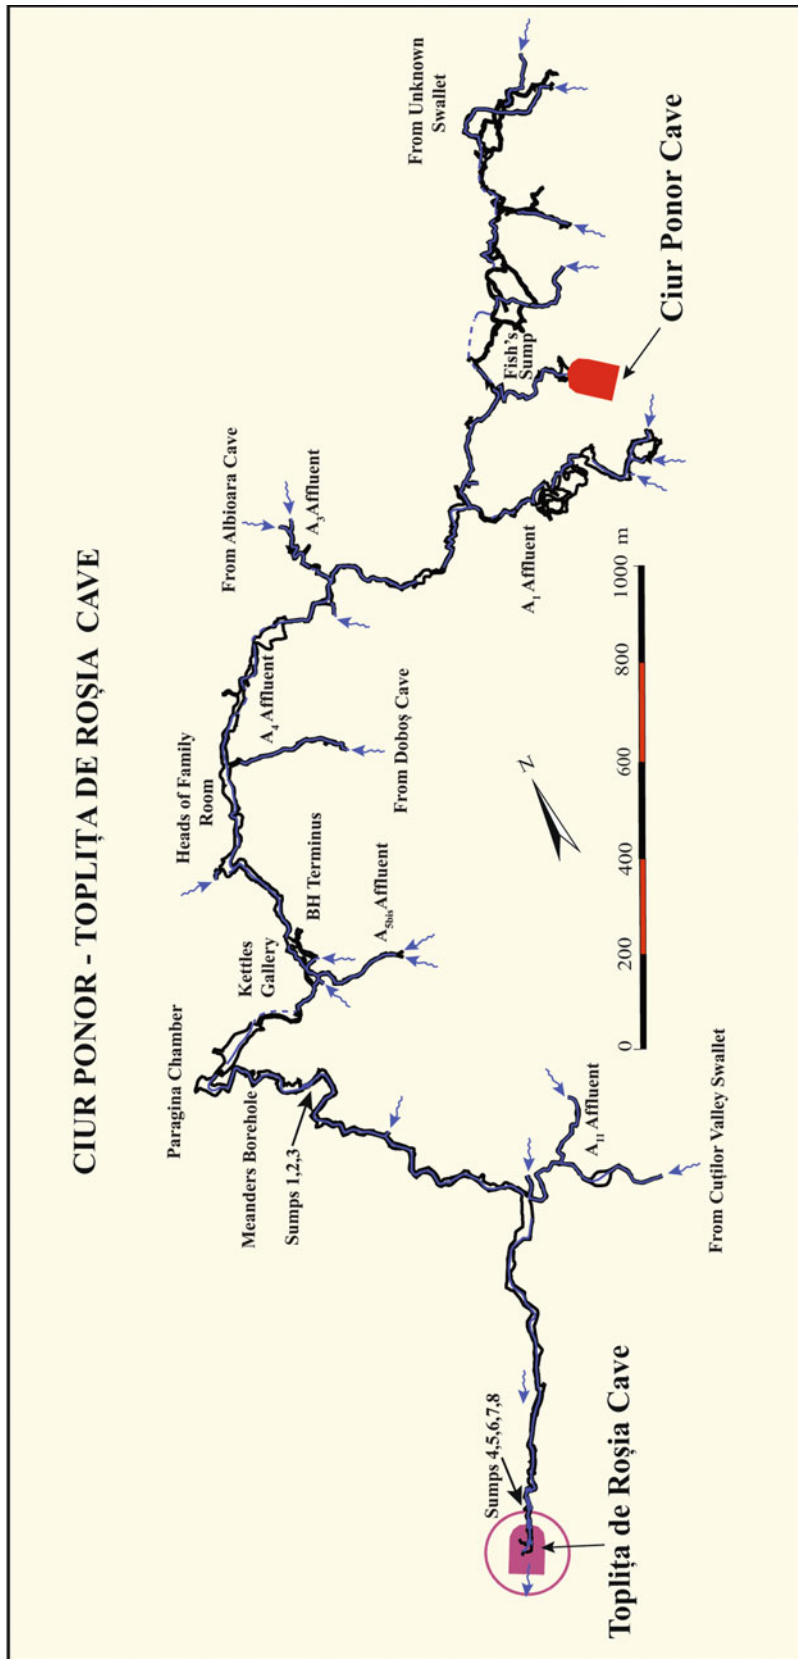 CIUR PONOR - TOPLIȚA DE ROȘIA CAVE
Paragina Chamber
Kettles
Gallery
Heads of Family
Room
From Albioara Cave
A3 Affluent
From Unknown
Swallet
Meanders Borehole
Sumps 1,2,3
BH Terminus
A5bis Affluent
A4 Affluent
From Doboș Cave
Fish's
Sump
A1 Affluent
Ciur Ponor Cave
N
0
200
400
600
800
1000 m
Sumps 4,5,6,7,8
A11 Affluent
From Cuților Valley Swallet
Toplița de Roșia Cave